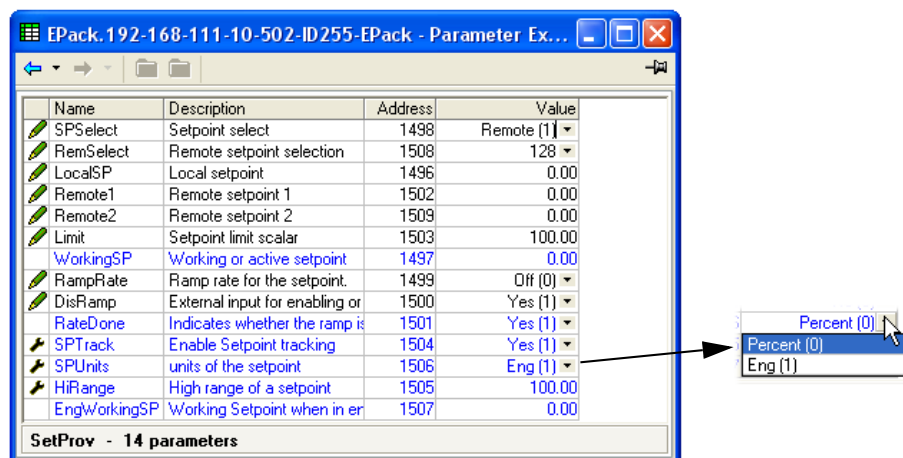 EPack.192-168-111-10-502-ID255-EPack - Parameter Ex...
Name Description Address Value
SPSelect Setpoint select 1498 Remote (1)
RemSelect Remote setpoint selection 1508 128
LocalSP Local setpoint 1496 0.00
Remote1 Remote setpoint 1 1502 0.00
Remote2 Remote setpoint 2 1509 0.00
Limit Setpoint limit scalar 1503 100.00
WorkingSP Working or active setpoint 1497 0.00
RampRate Ramp rate for the setpoint. 1499 Off (0)
DisRamp External input for enabling or 1500 Yes (1)
RateDone Indicates whether the ramp is 1501 Yes (1)
SPTrack Enable Setpoint tracking 1504 Yes (1)
SPUnits units of the setpoint 1506 Eng (1)
HiRange High range of a setpoint 1505 100.00
EngWorkingSP Working Setpoint when in en 1507 0.00
SetProv - 14 parameters
Percent (0)
Percent (0)
Eng (1)